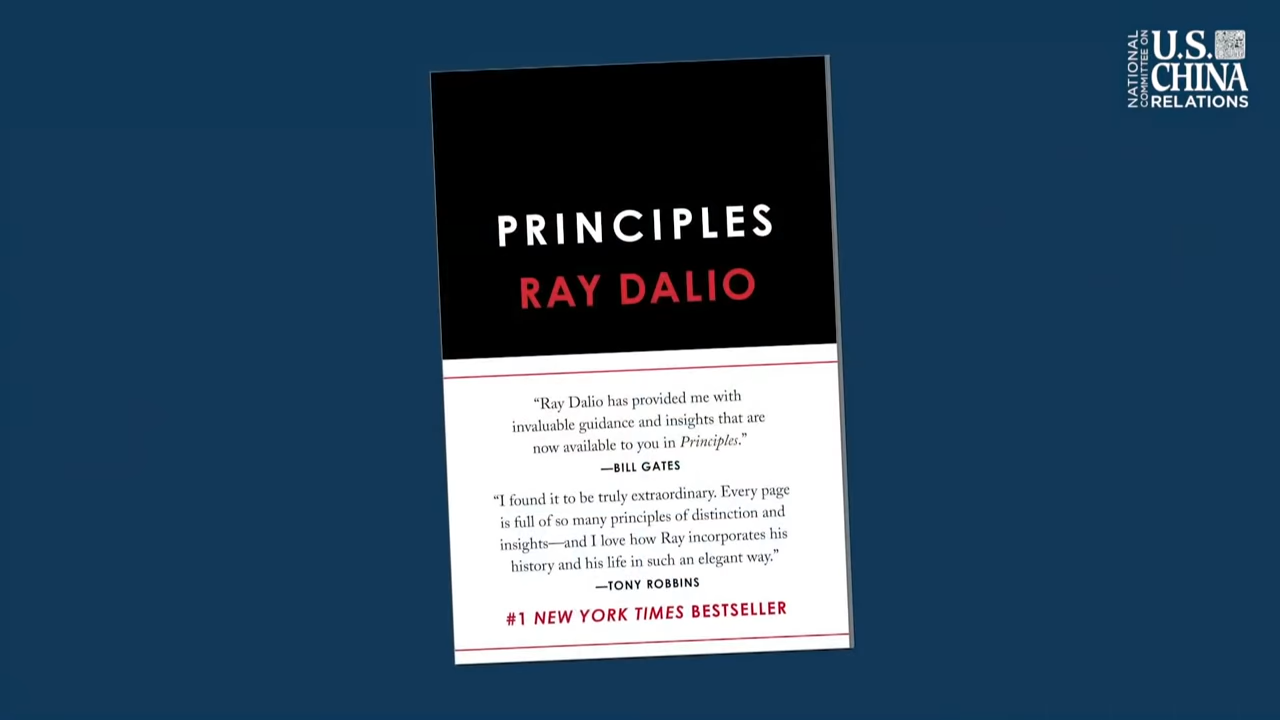 PRINCIPLES
RAY DALIO
“Ray Dalio has provided me with
invaluable guidance and insights that are
now available to you in Principles.”
—BILL GATES
“I found it to be truly extraordinary. Every page
is full of so many principles of distinction and
insights—and I love how Ray incorporates his
history and his life in such an elegant way.”
—TONY ROBBINS
#1 NEW YORK TIMES BESTSELLER
NATIONAL
COMMITTEE ON
U.S.
CHINA
RELATIONS